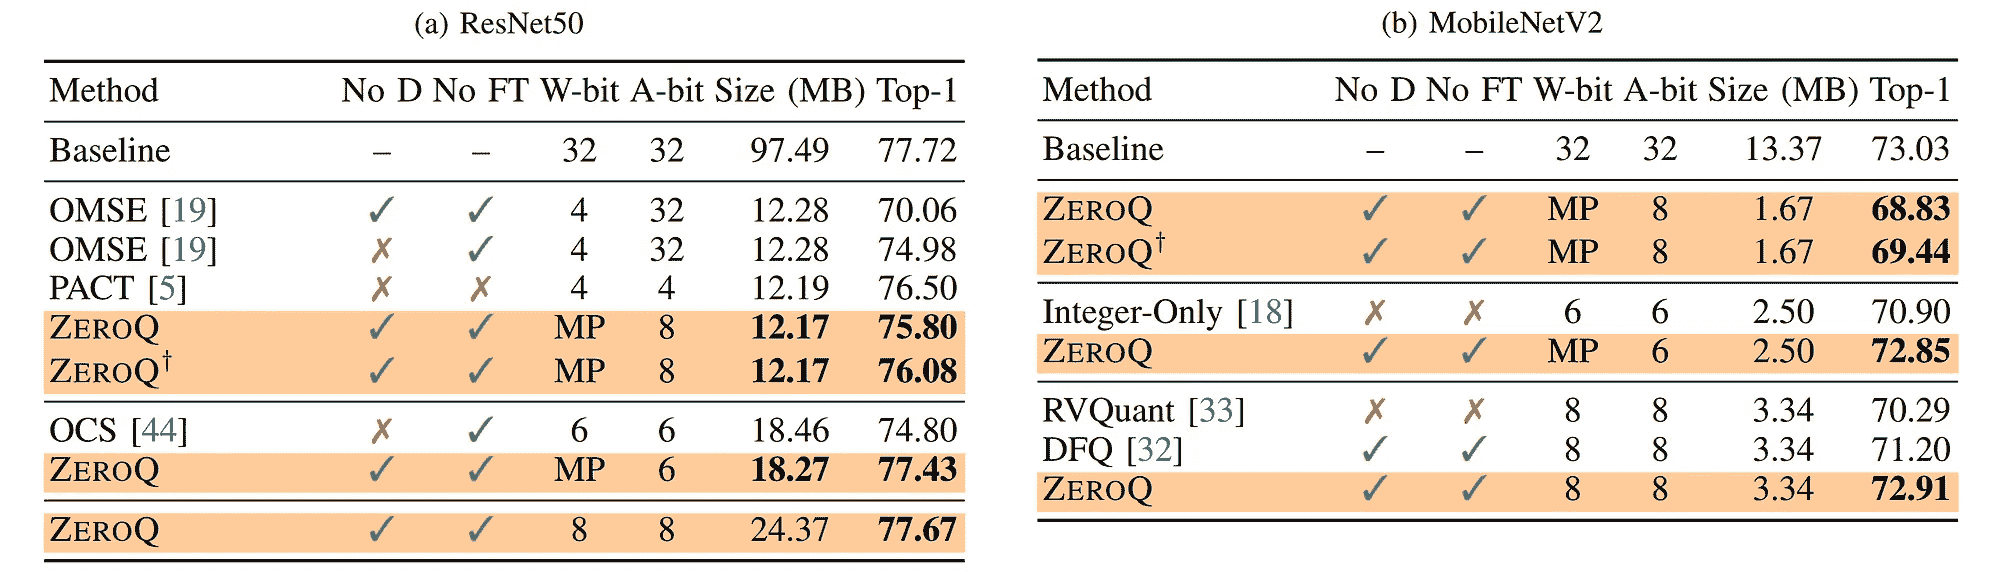 (a) ResNet50
Method No D No FT W-bit A-bit Size (MB) Top-1
Baseline – – 32 32 97.49 77.72
OMSE [19] ✓ ✓ 4 32 12.28 70.06
OMSE [19] ✗ ✓ 4 32 12.28 74.98
PACT [5] ✗ ✗ 4 4 12.19 76.50
ZEROQ ✓ ✓ MP 8 12.17 75.80
ZEROQ† ✓ ✓ MP 8 12.17 76.08
OCS [44] ✗ ✓ 6 6 18.46 74.80
ZEROQ ✓ ✓ MP 6 18.27 77.43
ZEROQ ✓ ✓ 8 8 24.37 77.67
(b) MobileNetV2
Method No D No FT W-bit A-bit Size (MB) Top-1
Baseline – – 32 32 13.37 73.03
ZEROQ ✓ ✓ MP 8 1.67 68.83
ZEROQ† ✓ ✓ MP 8 1.67 69.44
Integer-Only [18] ✗ ✗ 6 6 2.50 70.90
ZEROQ ✓ ✓ MP 6 2.50 72.85
RVQuant [33] ✗ ✗ 8 8 3.34 70.29
DFQ [32] ✓ ✓ 8 8 3.34 71.20
ZEROQ ✓ ✓ 8 8 3.34 72.91